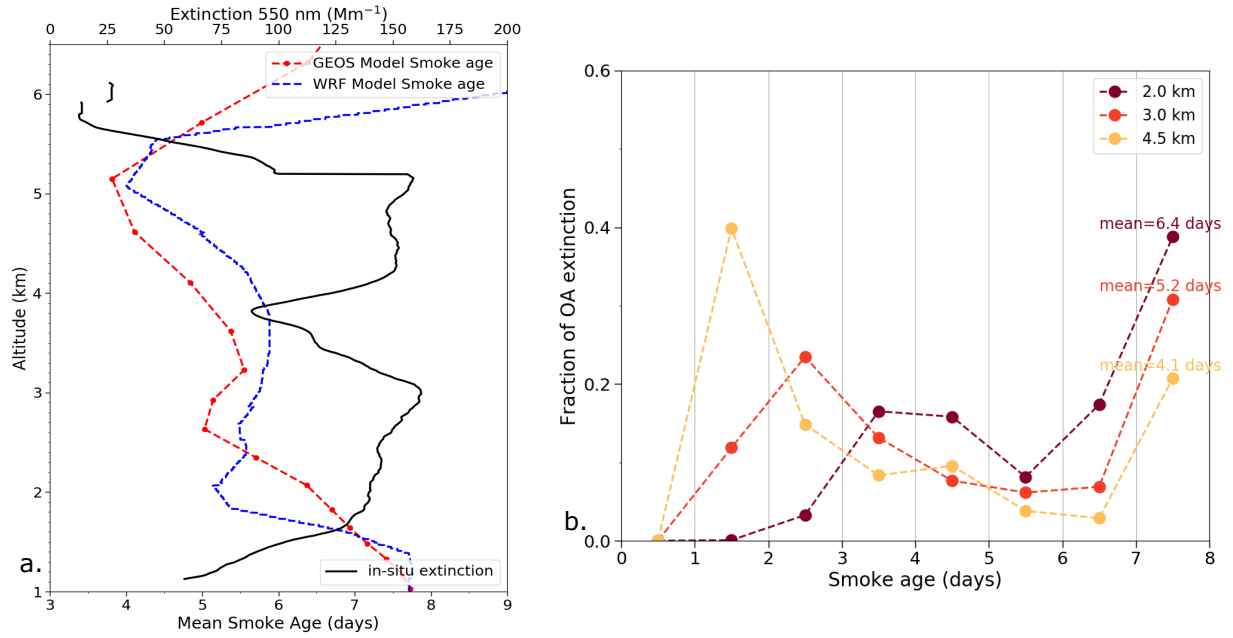 Extinction 550 nm (Mm⁻¹)
0 25 50 75 100 125 150 175 200
GEOS Model Smoke age
WRF Model Smoke age
6
5
4
3
2
1
Altitude (km)
a.
in-situ extinction
3 4 5 6 7 8 9
Mean Smoke Age (days)
0.6
0.4
0.2
0.0
Fraction of OA extinction
2.0 km
3.0 km
4.5 km
mean=6.4 days
mean=5.2 days
mean=4.1 days
b.
0 1 2 3 4 5 6 7 8
Smoke age (days)